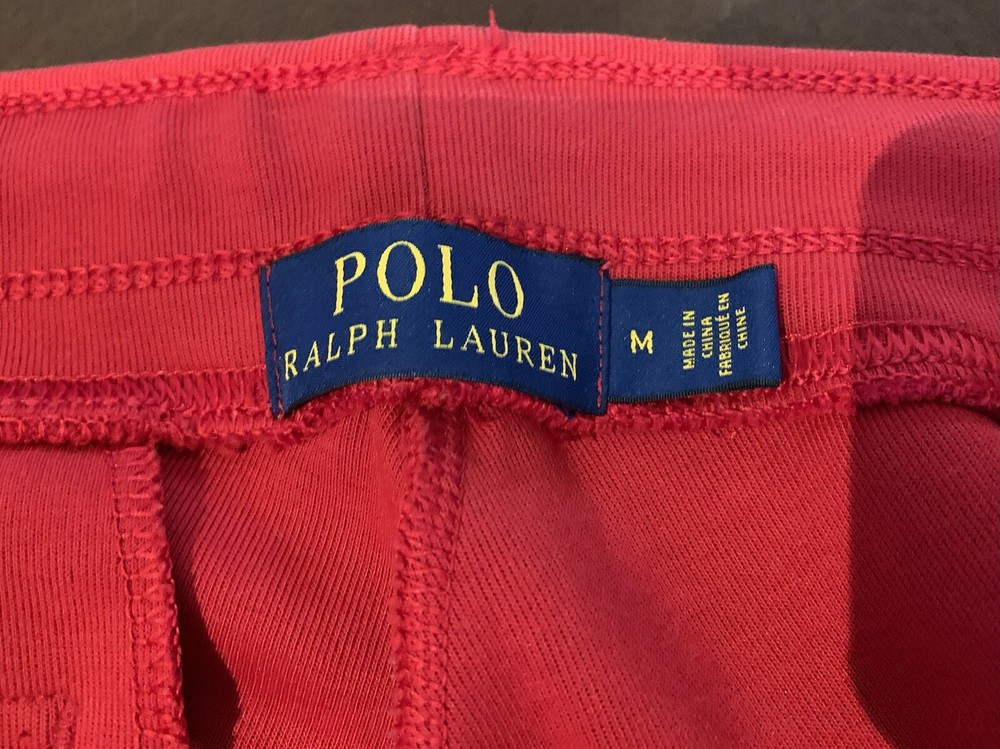 POLO
RALPH LAUREN
M
MADE IN
CHINA
FABRIQUÉ EN
CHINE